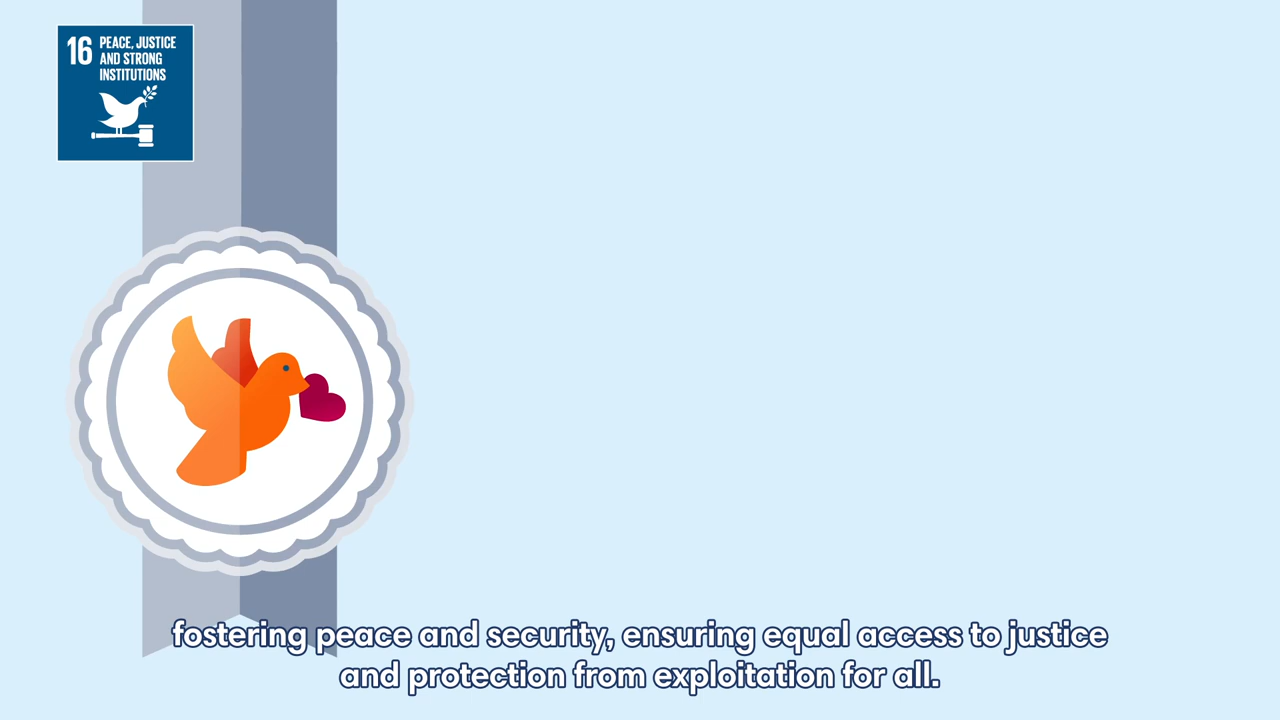 16 PEACE, JUSTICE
AND STRONG
INSTITUTIONS
fostering peace and security, ensuring equal access to justice
and protection from exploitation for all.